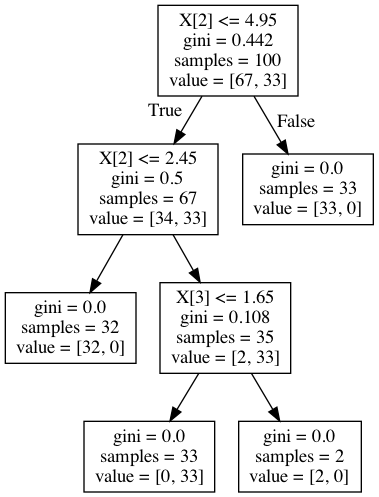 X[2] <= 4.95
gini = 0.442
samples = 100
value = [67, 33]
True
False
X[2] <= 2.45
gini = 0.5
samples = 67
value = [34, 33]
gini = 0.0
samples = 33
value = [33, 0]
gini = 0.0
samples = 32
value = [32, 0]
X[3] <= 1.65
gini = 0.108
samples = 35
value = [2, 33]
gini = 0.0
samples = 33
value = [0, 33]
gini = 0.0
samples = 2
value = [2, 0]